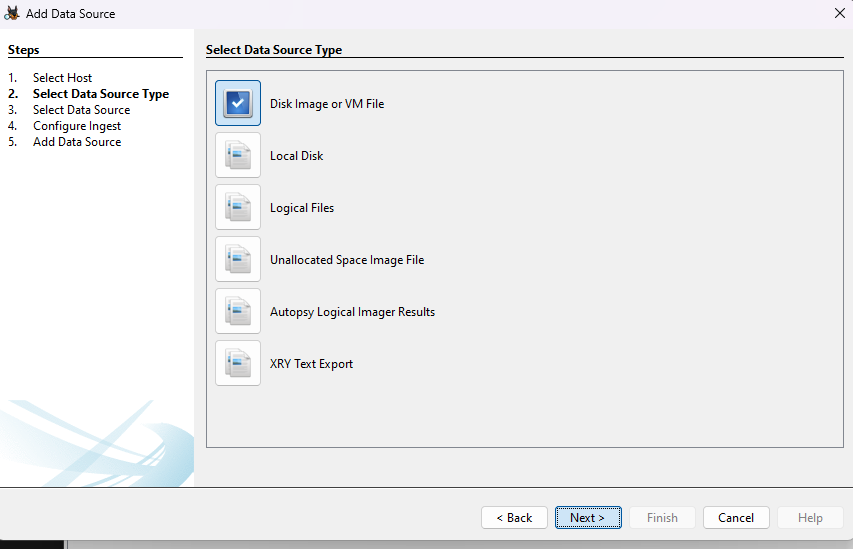 Add Data Source
Steps
1. Select Host
2. Select Data Source Type
3. Select Data Source
4. Configure Ingest
5. Add Data Source
Select Data Source Type
Disk Image or VM File
Local Disk
Logical Files
Unallocated Space Image File
Autopsy Logical Imager Results
XRY Text Export
< Back
Next >
Finish
Cancel
Help